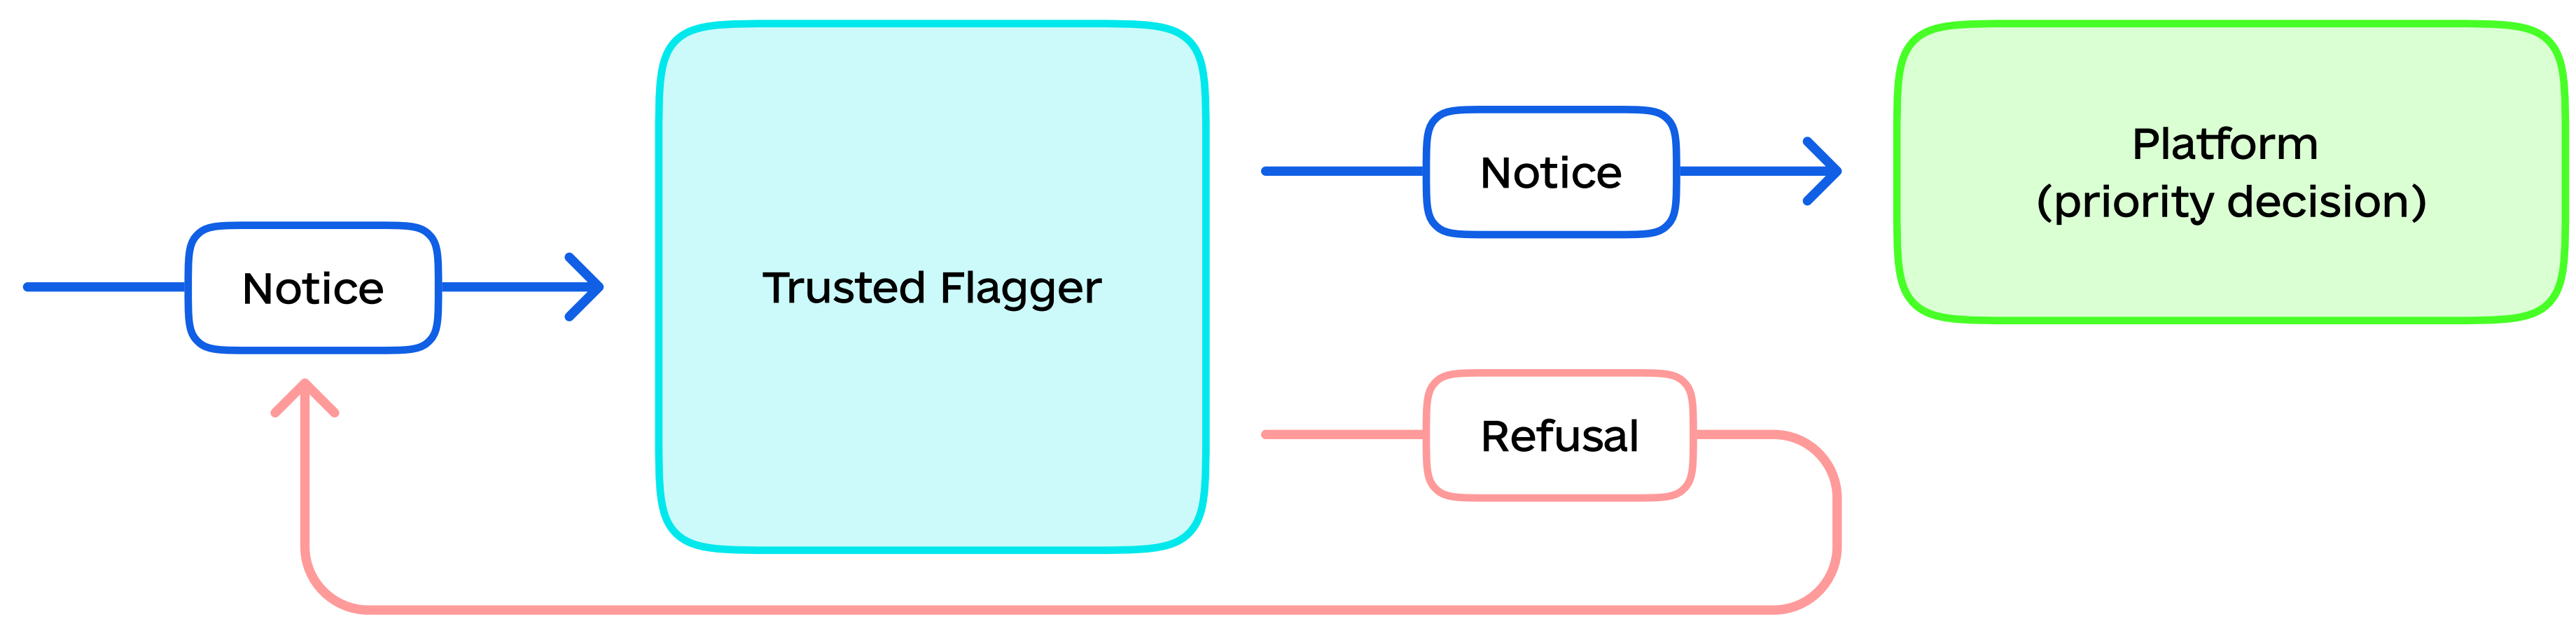 Notice
Trusted Flagger
Notice
Platform
(priority decision)
Refusal